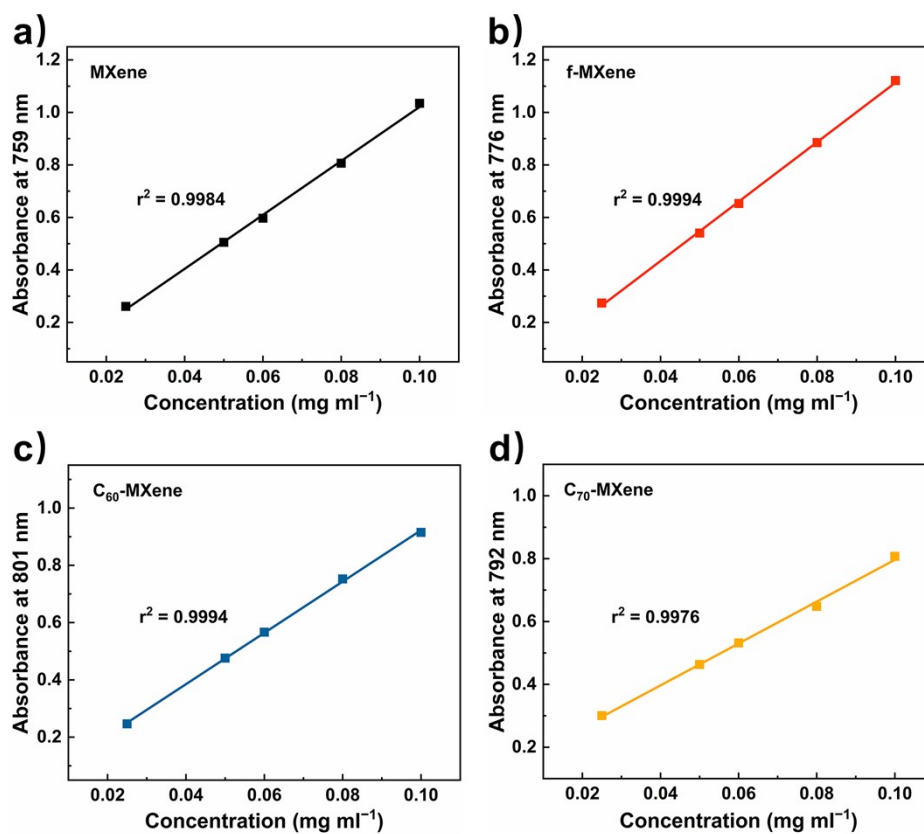 a)
MXene
r² = 0.9984
Absorbance at 759 nm
1.2
1.0
0.8
0.6
0.4
0.2
0.02 0.04 0.06 0.08 0.10
Concentration (mg ml⁻¹)
b)
f-MXene
r² = 0.9994
Absorbance at 776 nm
1.2
1.0
0.8
0.6
0.4
0.2
0.02 0.04 0.06 0.08 0.10
Concentration (mg ml⁻¹)
c)
C₆₀-MXene
r² = 0.9994
Absorbance at 801 nm
1.0
0.8
0.6
0.4
0.2
0.02 0.04 0.06 0.08 0.10
Concentration (mg ml⁻¹)
d)
C₇₀-MXene
r² = 0.9976
Absorbance at 792 nm
1.0
0.8
0.6
0.4
0.2
0.02 0.04 0.06 0.08 0.10
Concentration (mg ml⁻¹)